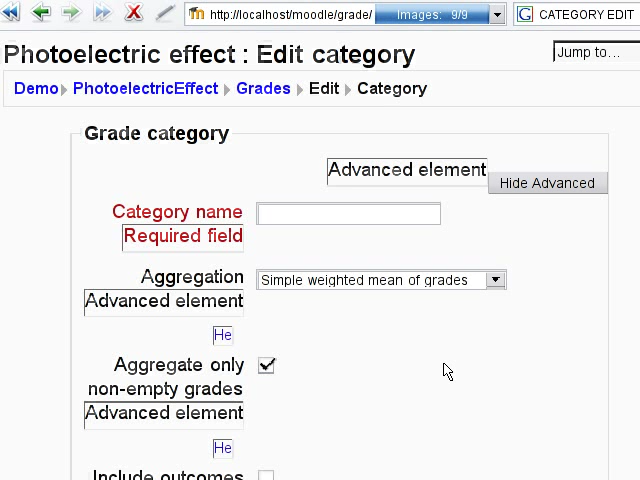 http://localhost/moodle/grade/ Images: 9/9 G CATEGORY EDIT
Photoelectric effect : Edit category
Jump to...
Demo PhotoelectricEffect Grades Edit Category
Grade category
Advanced element
Hide Advanced
Category name
Required field
Aggregation Simple weighted mean of grades
Advanced element
He
Aggregate only
non-empty grades
Advanced element
He
Include outcomes